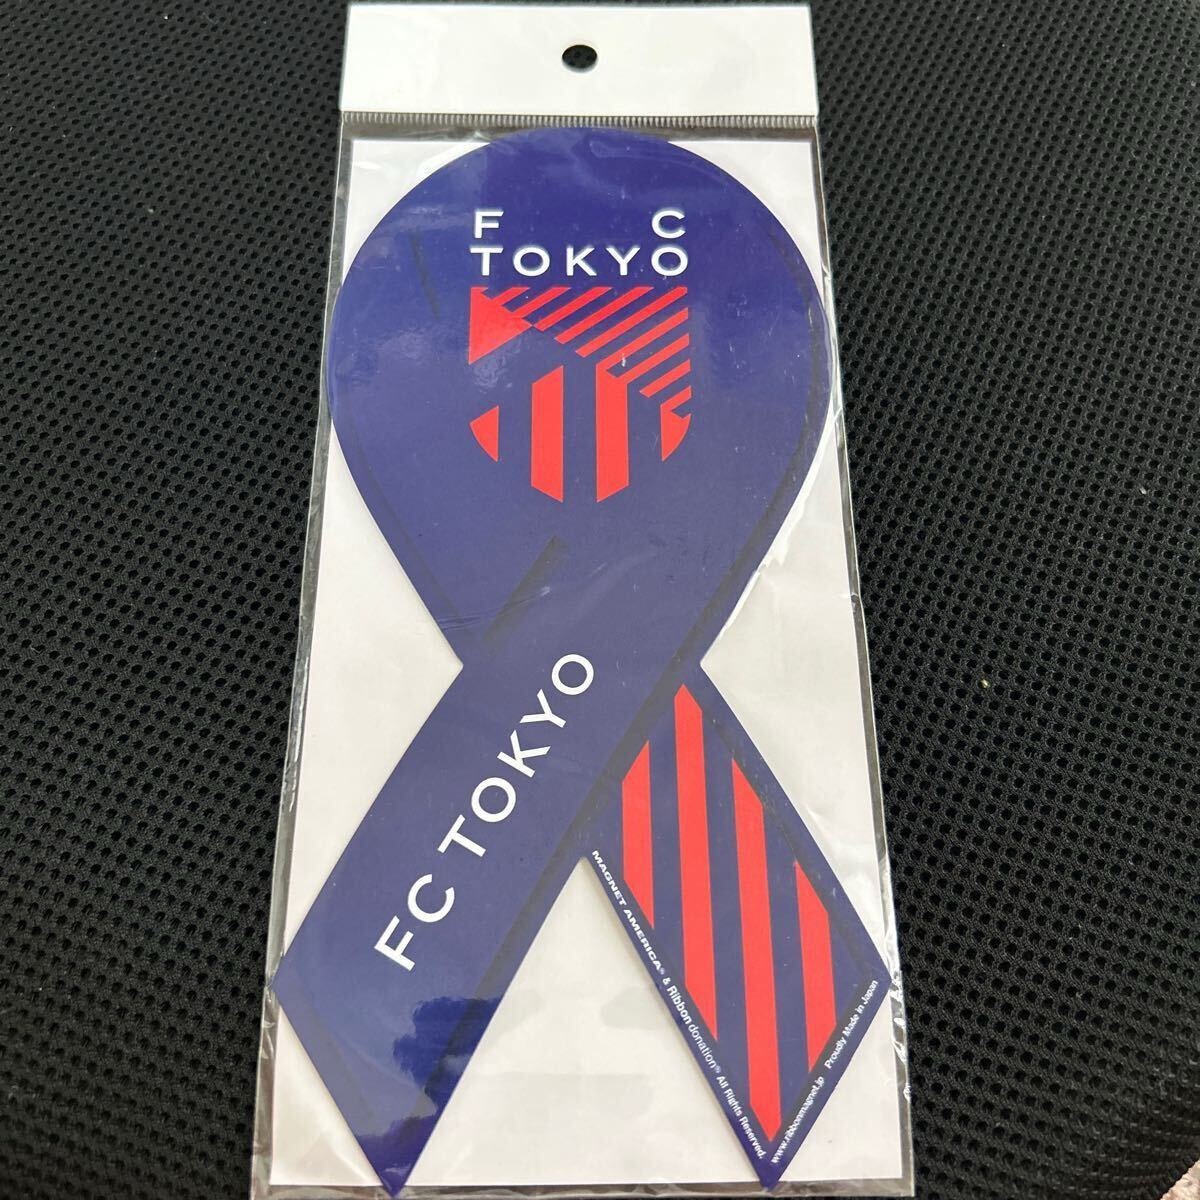 F C
TOKYO
FC TOKYO
MAGNET AMERICA® & Ribbon donation® All Rights Reserved.
www.ribbonmagnet.jp Proudly Made in Japan